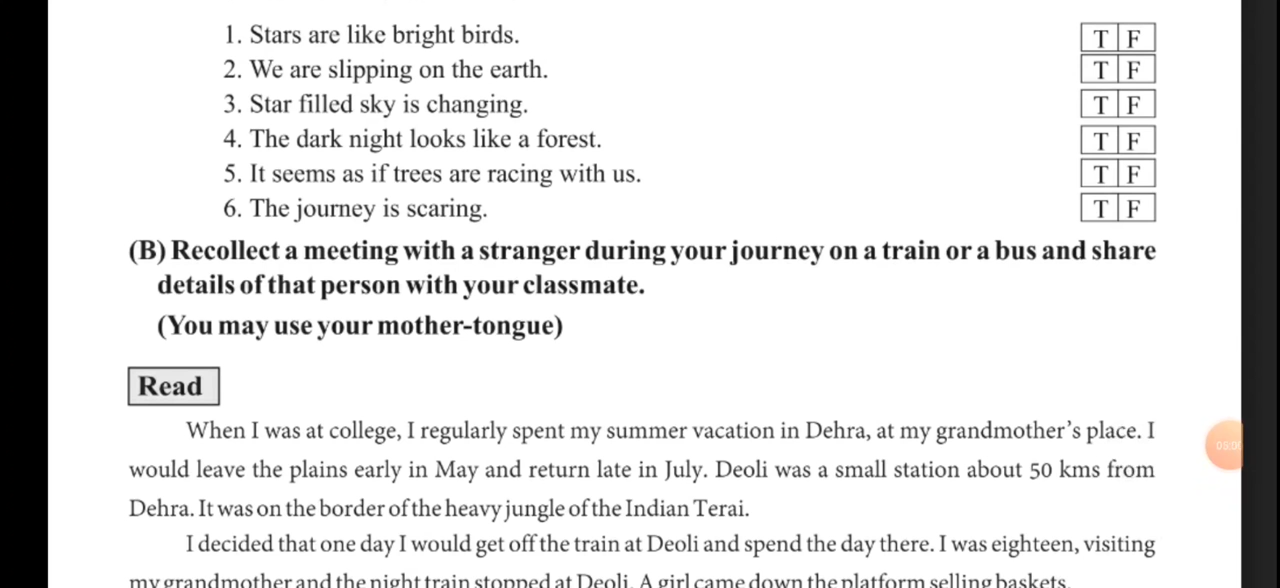 1. Stars are like bright birds. T F
2. We are slipping on the earth. T F
3. Star filled sky is changing. T F
4. The dark night looks like a forest. T F
5. It seems as if trees are racing with us. T F
6. The journey is scaring. T F
(B) Recollect a meeting with a stranger during your journey on a train or a bus and share
details of that person with your classmate.
(You may use your mother-tongue)
Read
When I was at college, I regularly spent my summer vacation in Dehra, at my grandmother's place. I
would leave the plains early in May and return late in July. Deoli was a small station about 50 kms from
Dehra. It was on the border of the heavy jungle of the Indian Terai.
I decided that one day I would get off the train at Deoli and spend the day there. I was eighteen, visiting
my grandmother and the night train stopped at Deoli. A girl came down the platform selling baskets.